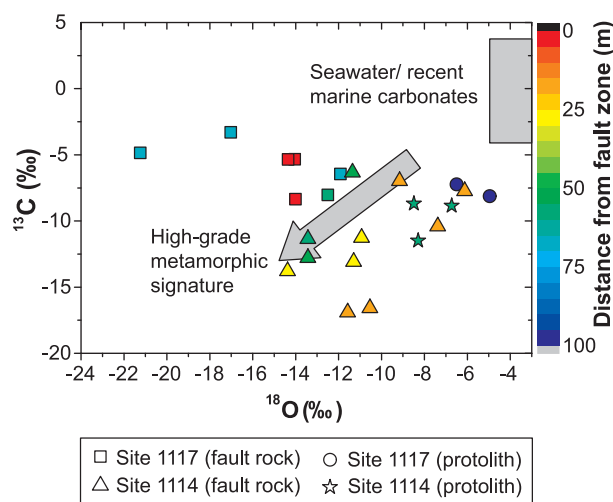 5
0
-5
-10
-15
-20
¹³C (‰)
-24 -22 -20 -18 -16 -14 -12 -10 -8 -6 -4
¹⁸O (‰)
Seawater/ recent
marine carbonates
High-grade
metamorphic
signature
0
25
50
75
100
Distance from fault zone (m)
Site 1117 (fault rock) Site 1117 (protolith)
Site 1114 (fault rock) Site 1114 (protolith)